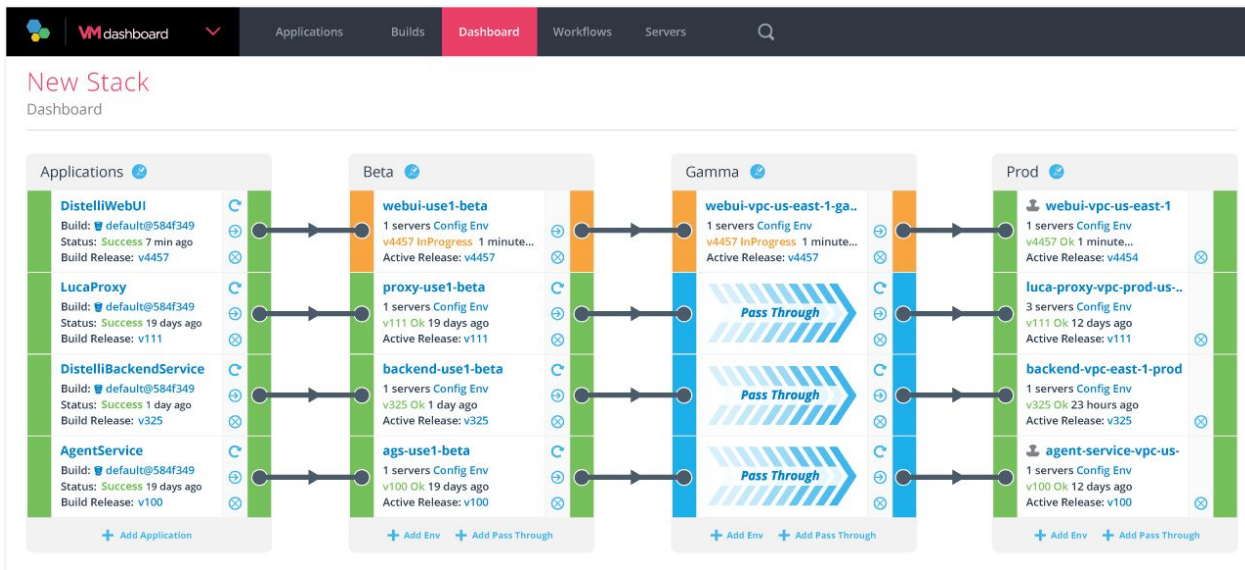 VM dashboard
Applications
Builds
Dashboard
Workflows
Servers
New Stack
Dashboard
Applications
DistelliWebUI
Build: default@584f349
Status: Success 7 min ago
Build Release: v4457
LucaProxy
Build: default@584f349
Status: Success 19 days ago
Build Release: v111
DistelliBackendService
Build: default@584f349
Status: Success 1 day ago
Build Release: v325
AgentService
Build: default@584f349
Status: Success 19 days ago
Build Release: v100
Add Application
Beta
webui-use1-beta
1 servers Config Env
v4457 InProgress 1 minute...
Active Release: v4457
proxy-use1-beta
1 servers Config Env
v111 Ok 19 days ago
Active Release: v111
backend-use1-beta
1 servers Config Env
v325 Ok 1 day ago
Active Release: v325
ags-use1-beta
1 servers Config Env
v100 Ok 19 days ago
Active Release: v100
Add Env Add Pass Through
Gamma
webui-vpc-us-east-1-ga..
1 servers Config Env
v4457 InProgress 1 minute...
Active Release: v4457
Pass Through
Pass Through
Pass Through
Add Env Add Pass Through
Prod
webui-vpc-us-east-1
1 servers Config Env
v4457 Ok 1 minute...
Active Release: v4454
luca-proxy-vpc-prod-us-..
3 servers Config Env
v111 Ok 12 days ago
Active Release: v111
backend-vpc-east-1-prod
1 servers Config Env
v325 Ok 23 hours ago
Active Release: v325
agent-service-vpc-us-
1 servers Config Env
v100 Ok 12 days ago
Active Release: v100
Add Env Add Pass Through